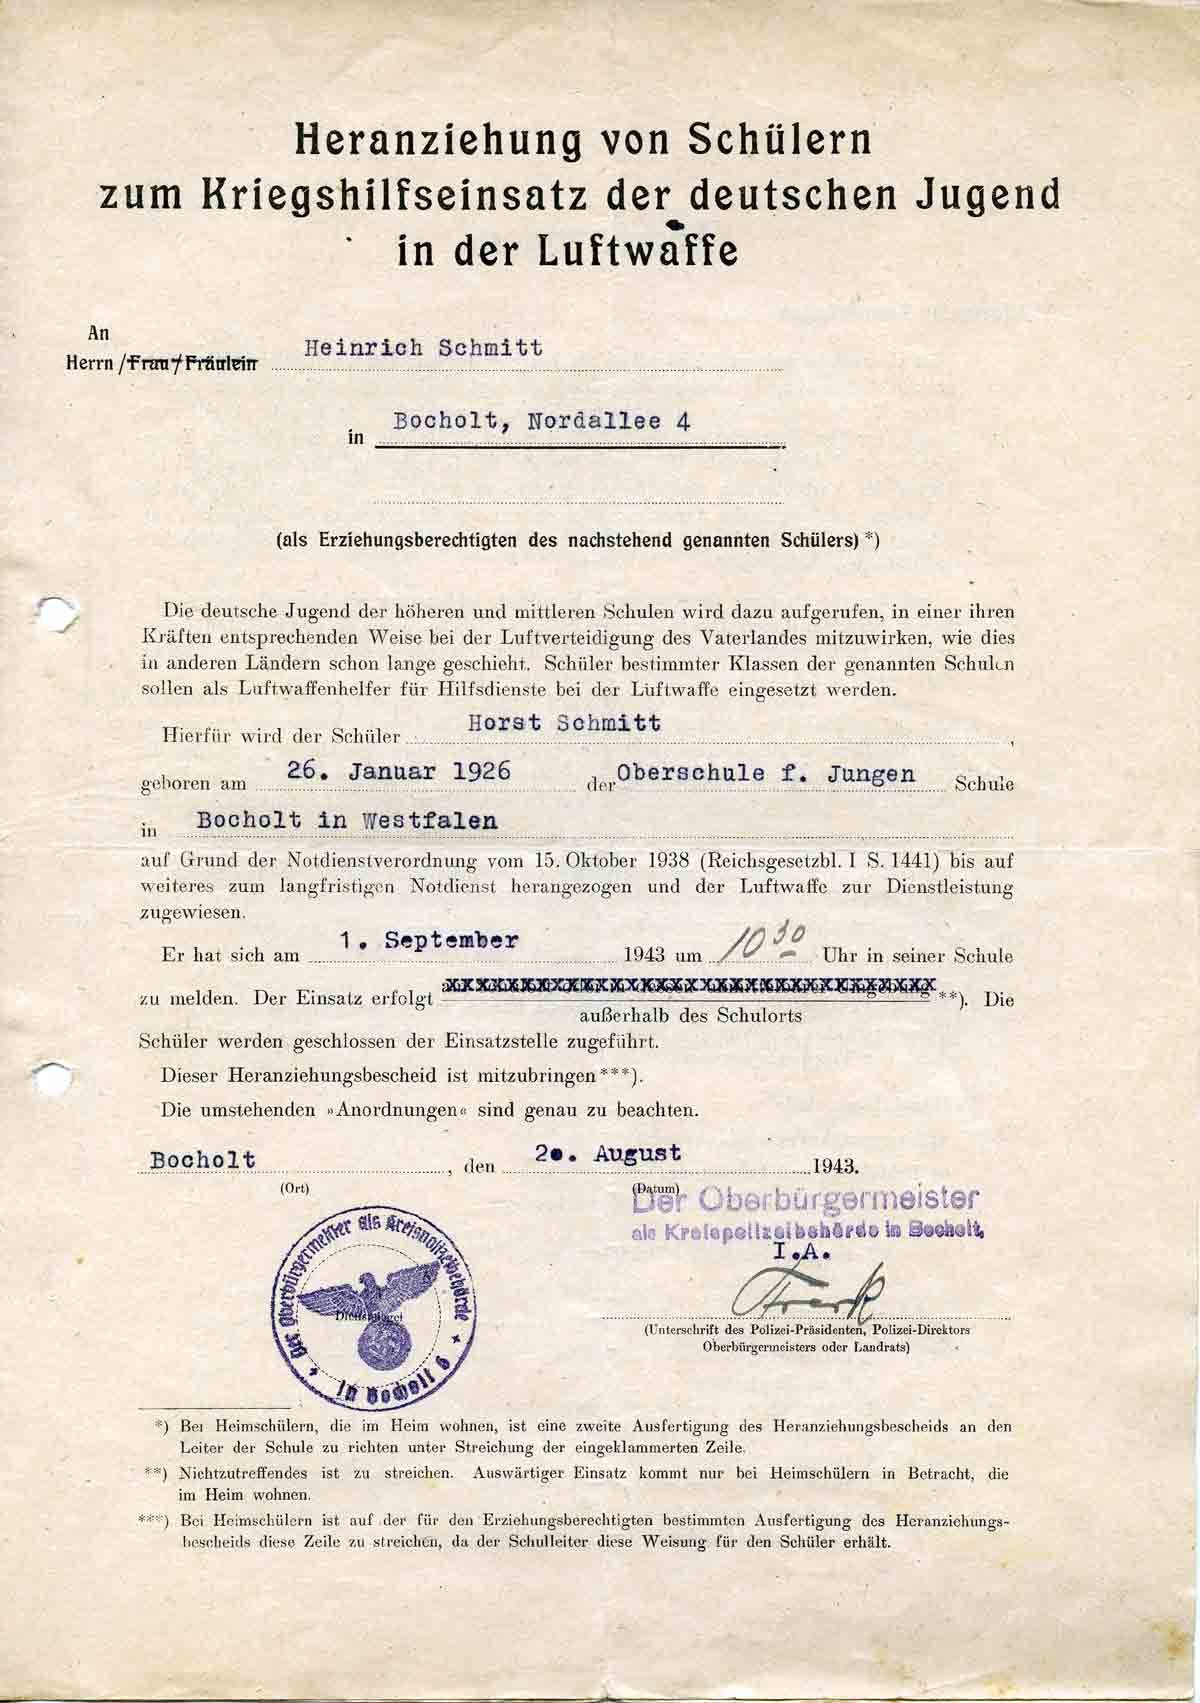 Heranziehung von Schülern
zum Kriegshilfseinsatz der deutschen Jugend
in der Luftwaffe
An
Herrn / Frau / Fräulein Heinrich Schmitt
in Bocholt, Nordallee 4
(als Erziehungsberechtigten des nachstehend genannten Schülers) *)
Die deutsche Jugend der höheren und mittleren Schulen wird dazu aufgerufen, in einer ihren
Kräften entsprechenden Weise bei der Luftverteidigung des Vaterlandes mitzuwirken, wie dies
in anderen Ländern schon lange geschieht. Schüler bestimmter Klassen der genannten Schulen
sollen als Luftwaffenhelfer für Hilfsdienste bei der Luftwaffe eingesetzt werden.
Hierfür wird der Schüler Horst Schmitt,
geboren am 26. Januar 1926 der Oberschule f. Jungen Schule
in Bocholt in Westfalen
auf Grund der Notdienstverordnung vom 15. Oktober 1938 (Reichsgesetzbl. I S. 1441) bis auf
weiteres zum langfristigen Notdienst herangezogen und der Luftwaffe zur Dienstleistung
zugewiesen.
Er hat sich am 1. September 1943 um 10 30 Uhr in seiner Schule
zu melden. Der Einsatz erfolgt **). Die
außerhalb des Schulorts
Schüler werden geschlossen der Einsatzstelle zugeführt.
Dieser Heranziehungsbescheid ist mitzubringen ***).
Die umstehenden »Anordnungen« sind genau zu beachten.
Bocholt, den 20. August 1943.
(Ort) (Datum)
Der Oberbürgermeister
als Kreispolizeibehörde in Bocholt,
I.A.
Der Oberbürgermeister als Kreispolizeibehörde
in Bocholt 6
Dienstsiegel
(Unterschrift des Polizei-Präsidenten, Polizei-Direktors
Oberbürgermeisters oder Landrats)
*) Bei Heimschülern, die im Heim wohnen, ist eine zweite Ausfertigung des Heranziehungsbescheids an den
Leiter der Schule zu richten unter Streichung der eingeklammerten Zeile.
**) Nichtzutreffendes ist zu streichen. Auswärtiger Einsatz kommt nur bei Heimschülern in Betracht, die
im Heim wohnen.
***) Bei Heimschülern ist auf der für den Erziehungsberechtigten bestimmten Ausfertigung des Heranziehungs-
bescheids diese Zeile zu streichen, da der Schulleiter diese Weisung für den Schüler erhält.